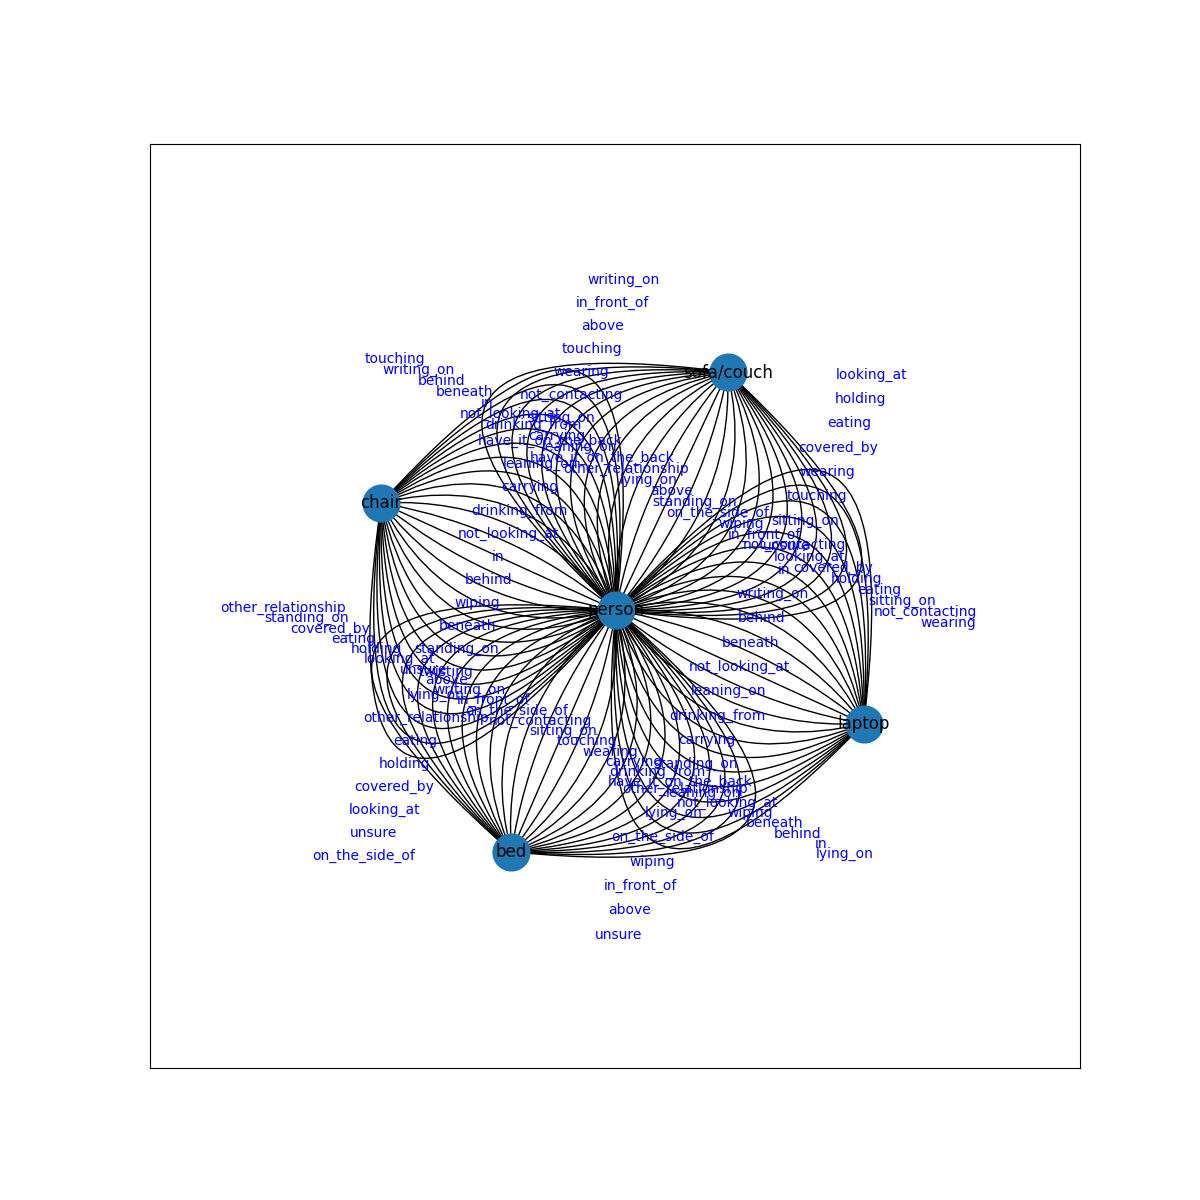 writing_on
in_front_of
above
touching
wearing
not_contacting
touching
writing_on
behind
beneath
in
not_looking_at
drinking_from
carrying
have_it_on_the_back
leaning_on
have_it_on_the_back
other_relationship
lying_on
above
standing_on
on_the_side_of
wiping
in_front_of
sofa/couch
looking_at
holding
eating
covered_by
wearing
touching
sitting_on
not_contacting
looking_at
in
covered_by
holding
eating
sitting_on
not_contacting
wearing
chair
leaning_on
carrying
drinking_from
not_looking_at
in
behind
wiping
beneath
standing_on
person
writing_on
behind
beneath
not_looking_at
leaning_on
drinking_from
carrying
standing_on
laptop
other_relationship
standing_on
covered_by
eating
holding
looking_at
unsure
above
lying_on
writing_on
in_front_of
on_the_side_of
not_contacting
sitting_on
touching
wearing
carrying
drinking_from
have_it_on_the_back
other_relationship
leaning_on
not_looking_at
lying_on
wiping
beneath
behind
in
lying_on
other_relationship
eating
holding
covered_by
looking_at
unsure
on_the_side_of
bed
on_the_side_of
wiping
in_front_of
above
unsure